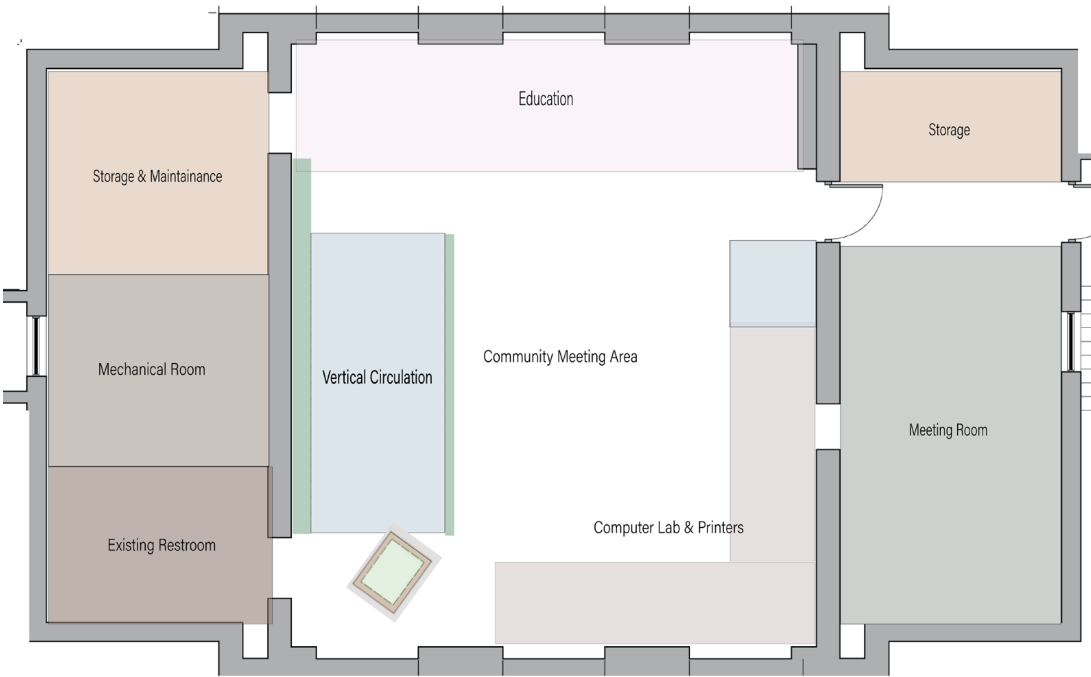 Education
Storage
Storage & Maintainance
Community Meeting Area
Mechanical Room
Vertical Circulation
Meeting Room
Computer Lab & Printers
Existing Restroom